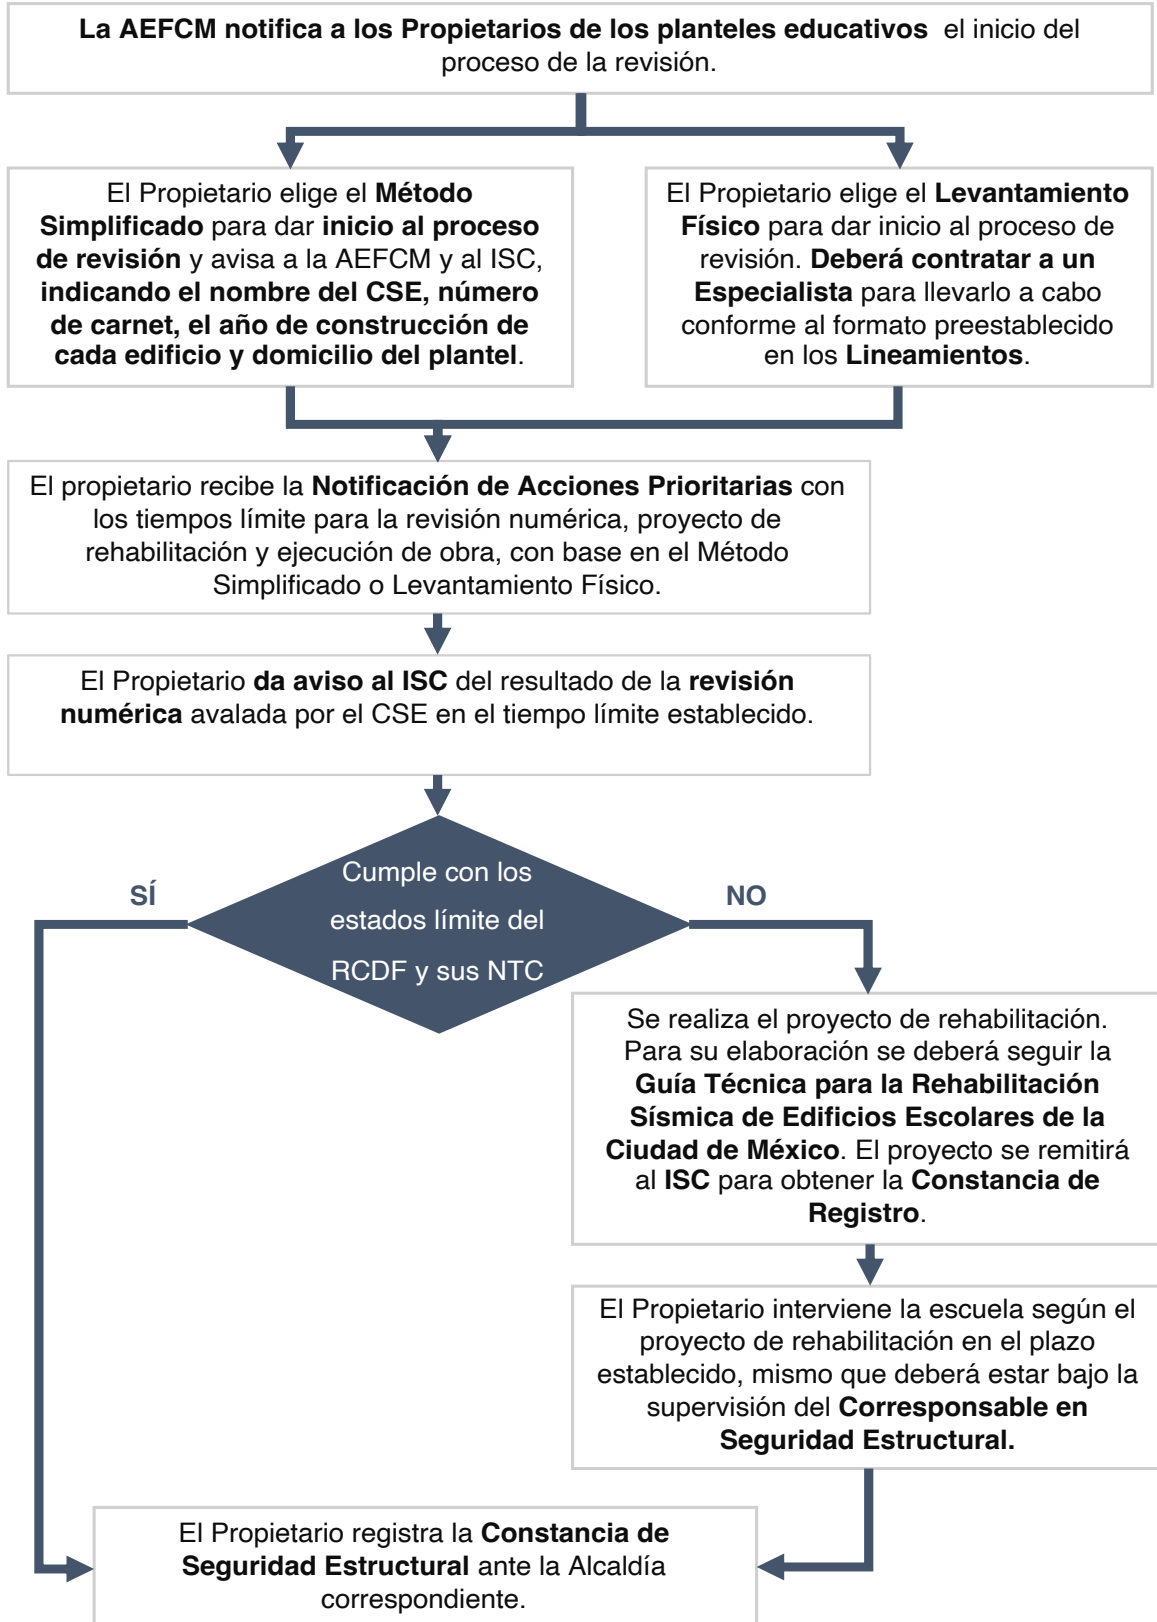 La AEFCM notifica a los Propietarios de los planteles educativos el inicio del
proceso de la revisión.
El Propietario elige el Método
Simplificado para dar inicio al proceso
de revisión y avisa a la AEFCM y al ISC,
indicando el nombre del CSE, número
de carnet, el año de construcción de
cada edificio y domicilio del plantel.
El Propietario elige el Levantamiento
Físico para dar inicio al proceso de
revisión. Deberá contratar a un
Especialista para llevarlo a cabo
conforme al formato preestablecido
en los Lineamientos.
El propietario recibe la Notificación de Acciones Prioritarias con
los tiempos límite para la revisión numérica, proyecto de
rehabilitación y ejecución de obra, con base en el Método
Simplificado o Levantamiento Físico.
El Propietario da aviso al ISC del resultado de la revisión
numérica avalada por el CSE en el tiempo límite establecido.
Cumple con los
estados límite del
RCDF y sus NTC
SÍ
NO
Se realiza el proyecto de rehabilitación.
Para su elaboración se deberá seguir la
Guía Técnica para la Rehabilitación
Sísmica de Edificios Escolares de la
Ciudad de México. El proyecto se remitirá
al ISC para obtener la Constancia de
Registro.
El Propietario interviene la escuela según el
proyecto de rehabilitación en el plazo
establecido, mismo que deberá estar bajo la
supervisión del Corresponsable en
Seguridad Estructural.
El Propietario registra la Constancia de
Seguridad Estructural ante la Alcaldía
correspondiente.